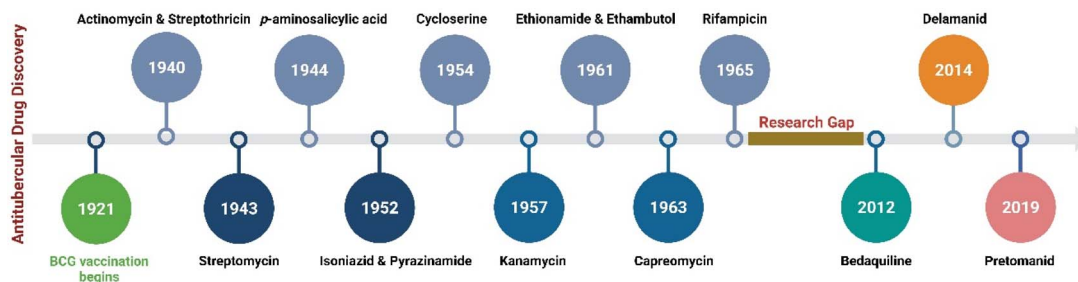 Antitubercular Drug Discovery
Actinomycin & Streptothricin
p-aminosalicylic acid
Cycloserine
Ethionamide & Ethambutol
Rifampicin
Delamanid
1940
1944
1954
1961
1965
2014
Research Gap
1921
1943
1952
1957
1963
2012
2019
BCG vaccination
begins
Streptomycin
Isoniazid & Pyrazinamide
Kanamycin
Capreomycin
Bedaquiline
Pretomanid